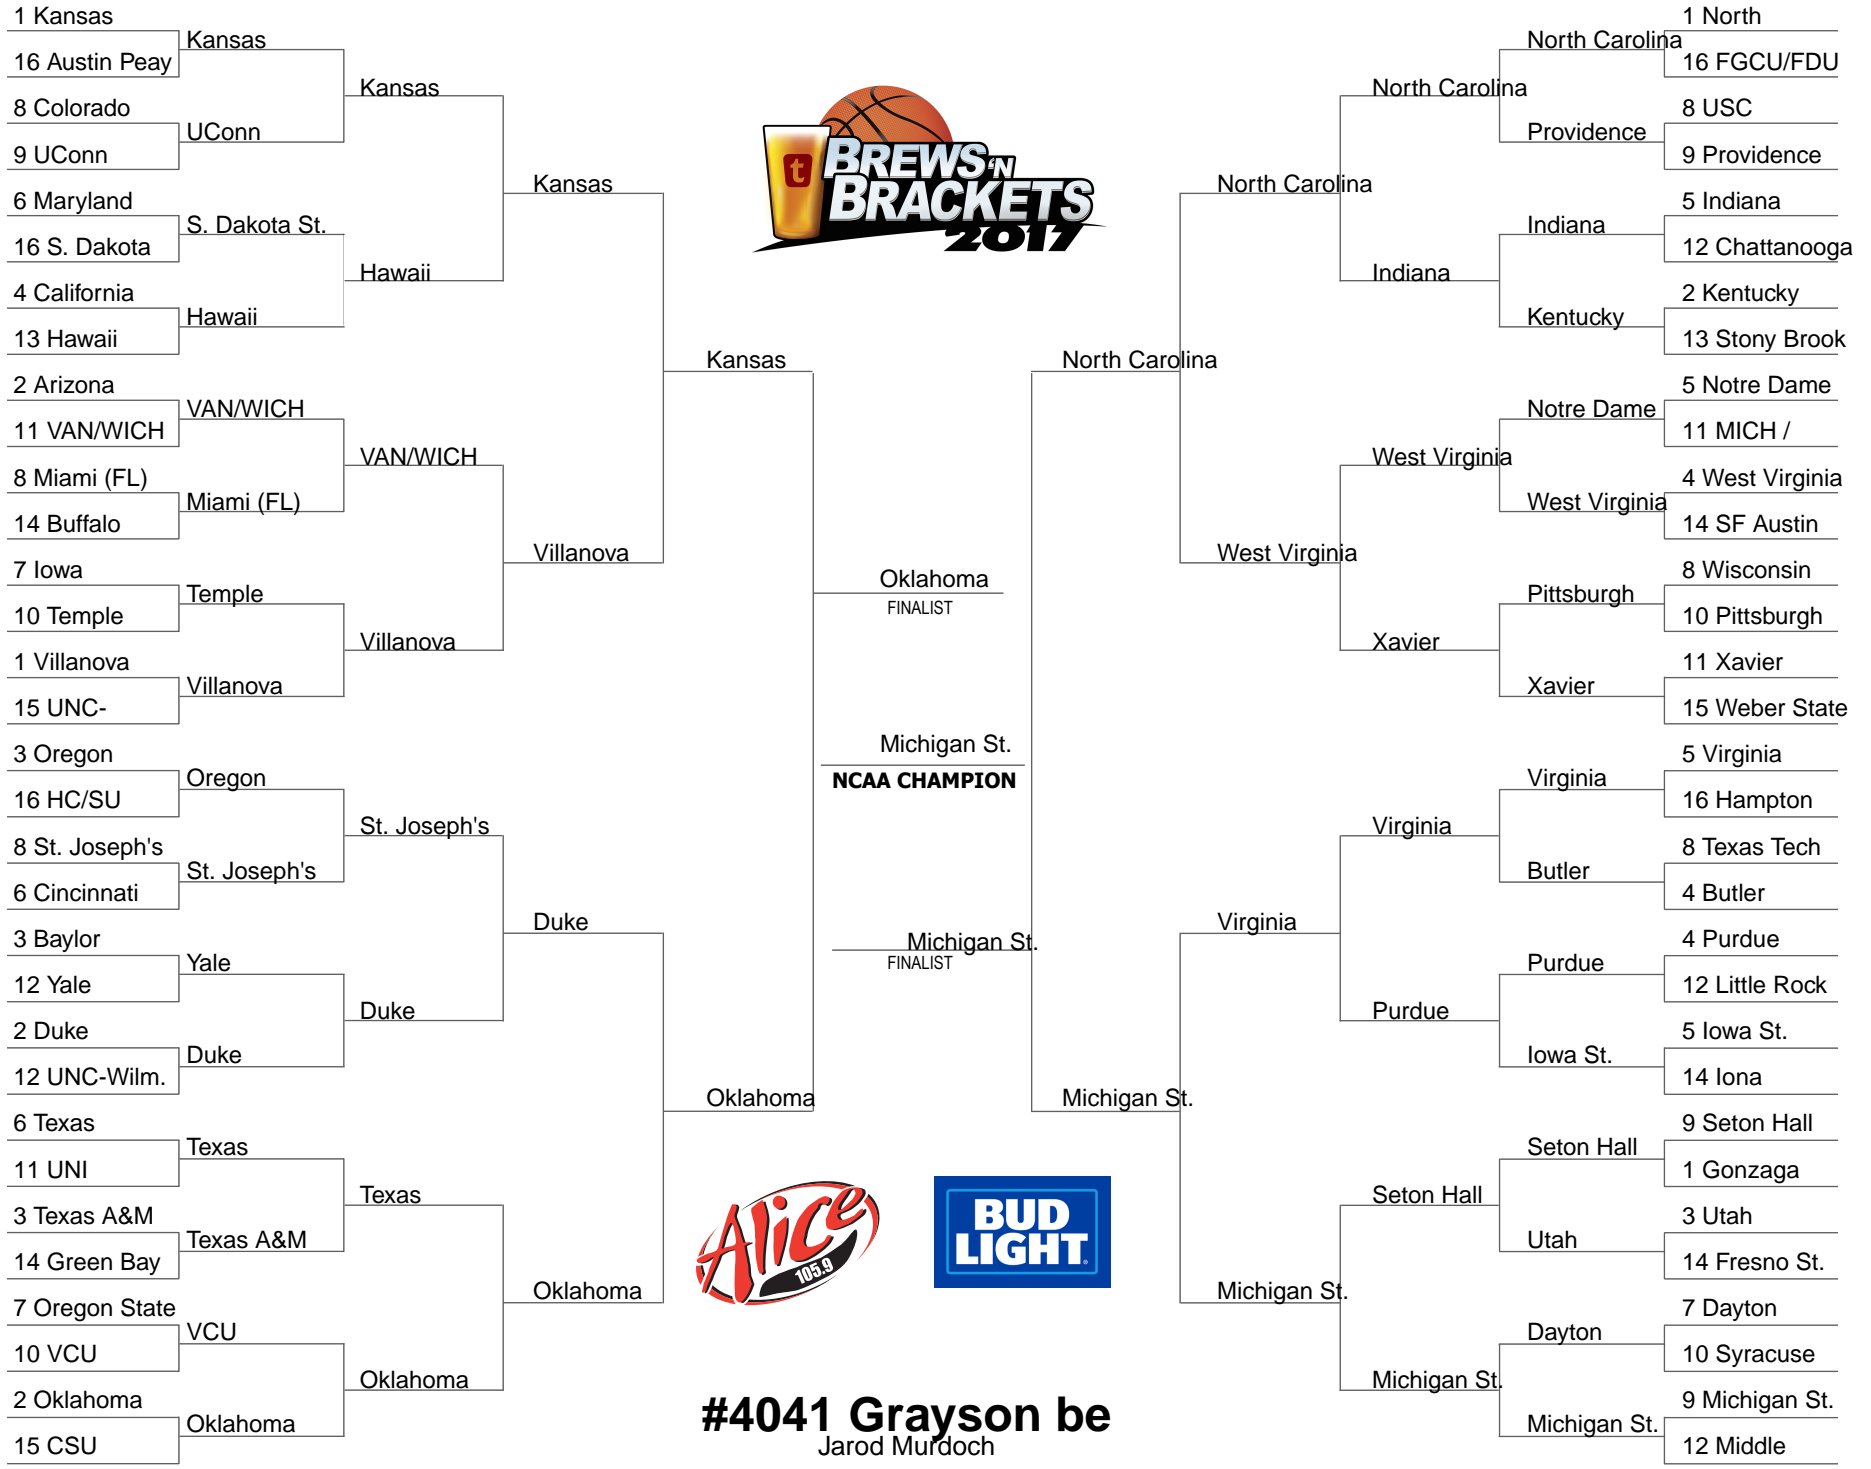 1 Kansas
16 Austin Peay
8 Colorado
9 UConn
6 Maryland
16 S. Dakota
4 California
13 Hawaii
2 Arizona
11 VAN/WICH
8 Miami (FL)
14 Buffalo
7 Iowa
10 Temple
1 Villanova
15 UNC-
3 Oregon
16 HC/SU
8 St. Joseph's
6 Cincinnati
3 Baylor
12 Yale
2 Duke
12 UNC-Wilm.
6 Texas
11 UNI
3 Texas A&M
14 Green Bay
7 Oregon State
10 VCU
2 Oklahoma
15 CSU
Kansas
UConn
S. Dakota St.
Hawaii
VAN/WICH
Miami (FL)
Temple
Villanova
Oregon
St. Joseph's
Yale
Duke
Texas
Texas A&M
VCU
Oklahoma
Kansas
Hawaii
VAN/WICH
Villanova
St. Joseph's
Duke
Texas
Oklahoma
Kansas
Villanova
Duke
Oklahoma
Kansas
Oklahoma
t
BREWS 'N
BRACKETS
2017
Oklahoma
FINALIST
Michigan St.
NCAA CHAMPION
Michigan St.
FINALIST
Alice
105.9
BUD
LIGHT
#4041 Grayson be
Jarod Murdoch
North Carolina
Michigan St.
North Carolina
West Virginia
Virginia
Michigan St.
North Carolina
Indiana
West Virginia
Xavier
Virginia
Purdue
Seton Hall
Michigan St.
North Carolina
Providence
Indiana
Kentucky
Notre Dame
West Virginia
Pittsburgh
Xavier
Virginia
Butler
Purdue
Iowa St.
Seton Hall
Utah
Dayton
Michigan St.
1 North
16 FGCU/FDU
8 USC
9 Providence
5 Indiana
12 Chattanooga
2 Kentucky
13 Stony Brook
5 Notre Dame
11 MICH /
4 West Virginia
14 SF Austin
8 Wisconsin
10 Pittsburgh
11 Xavier
15 Weber State
5 Virginia
16 Hampton
8 Texas Tech
4 Butler
4 Purdue
12 Little Rock
5 Iowa St.
14 Iona
9 Seton Hall
1 Gonzaga
3 Utah
14 Fresno St.
7 Dayton
10 Syracuse
9 Michigan St.
12 Middle